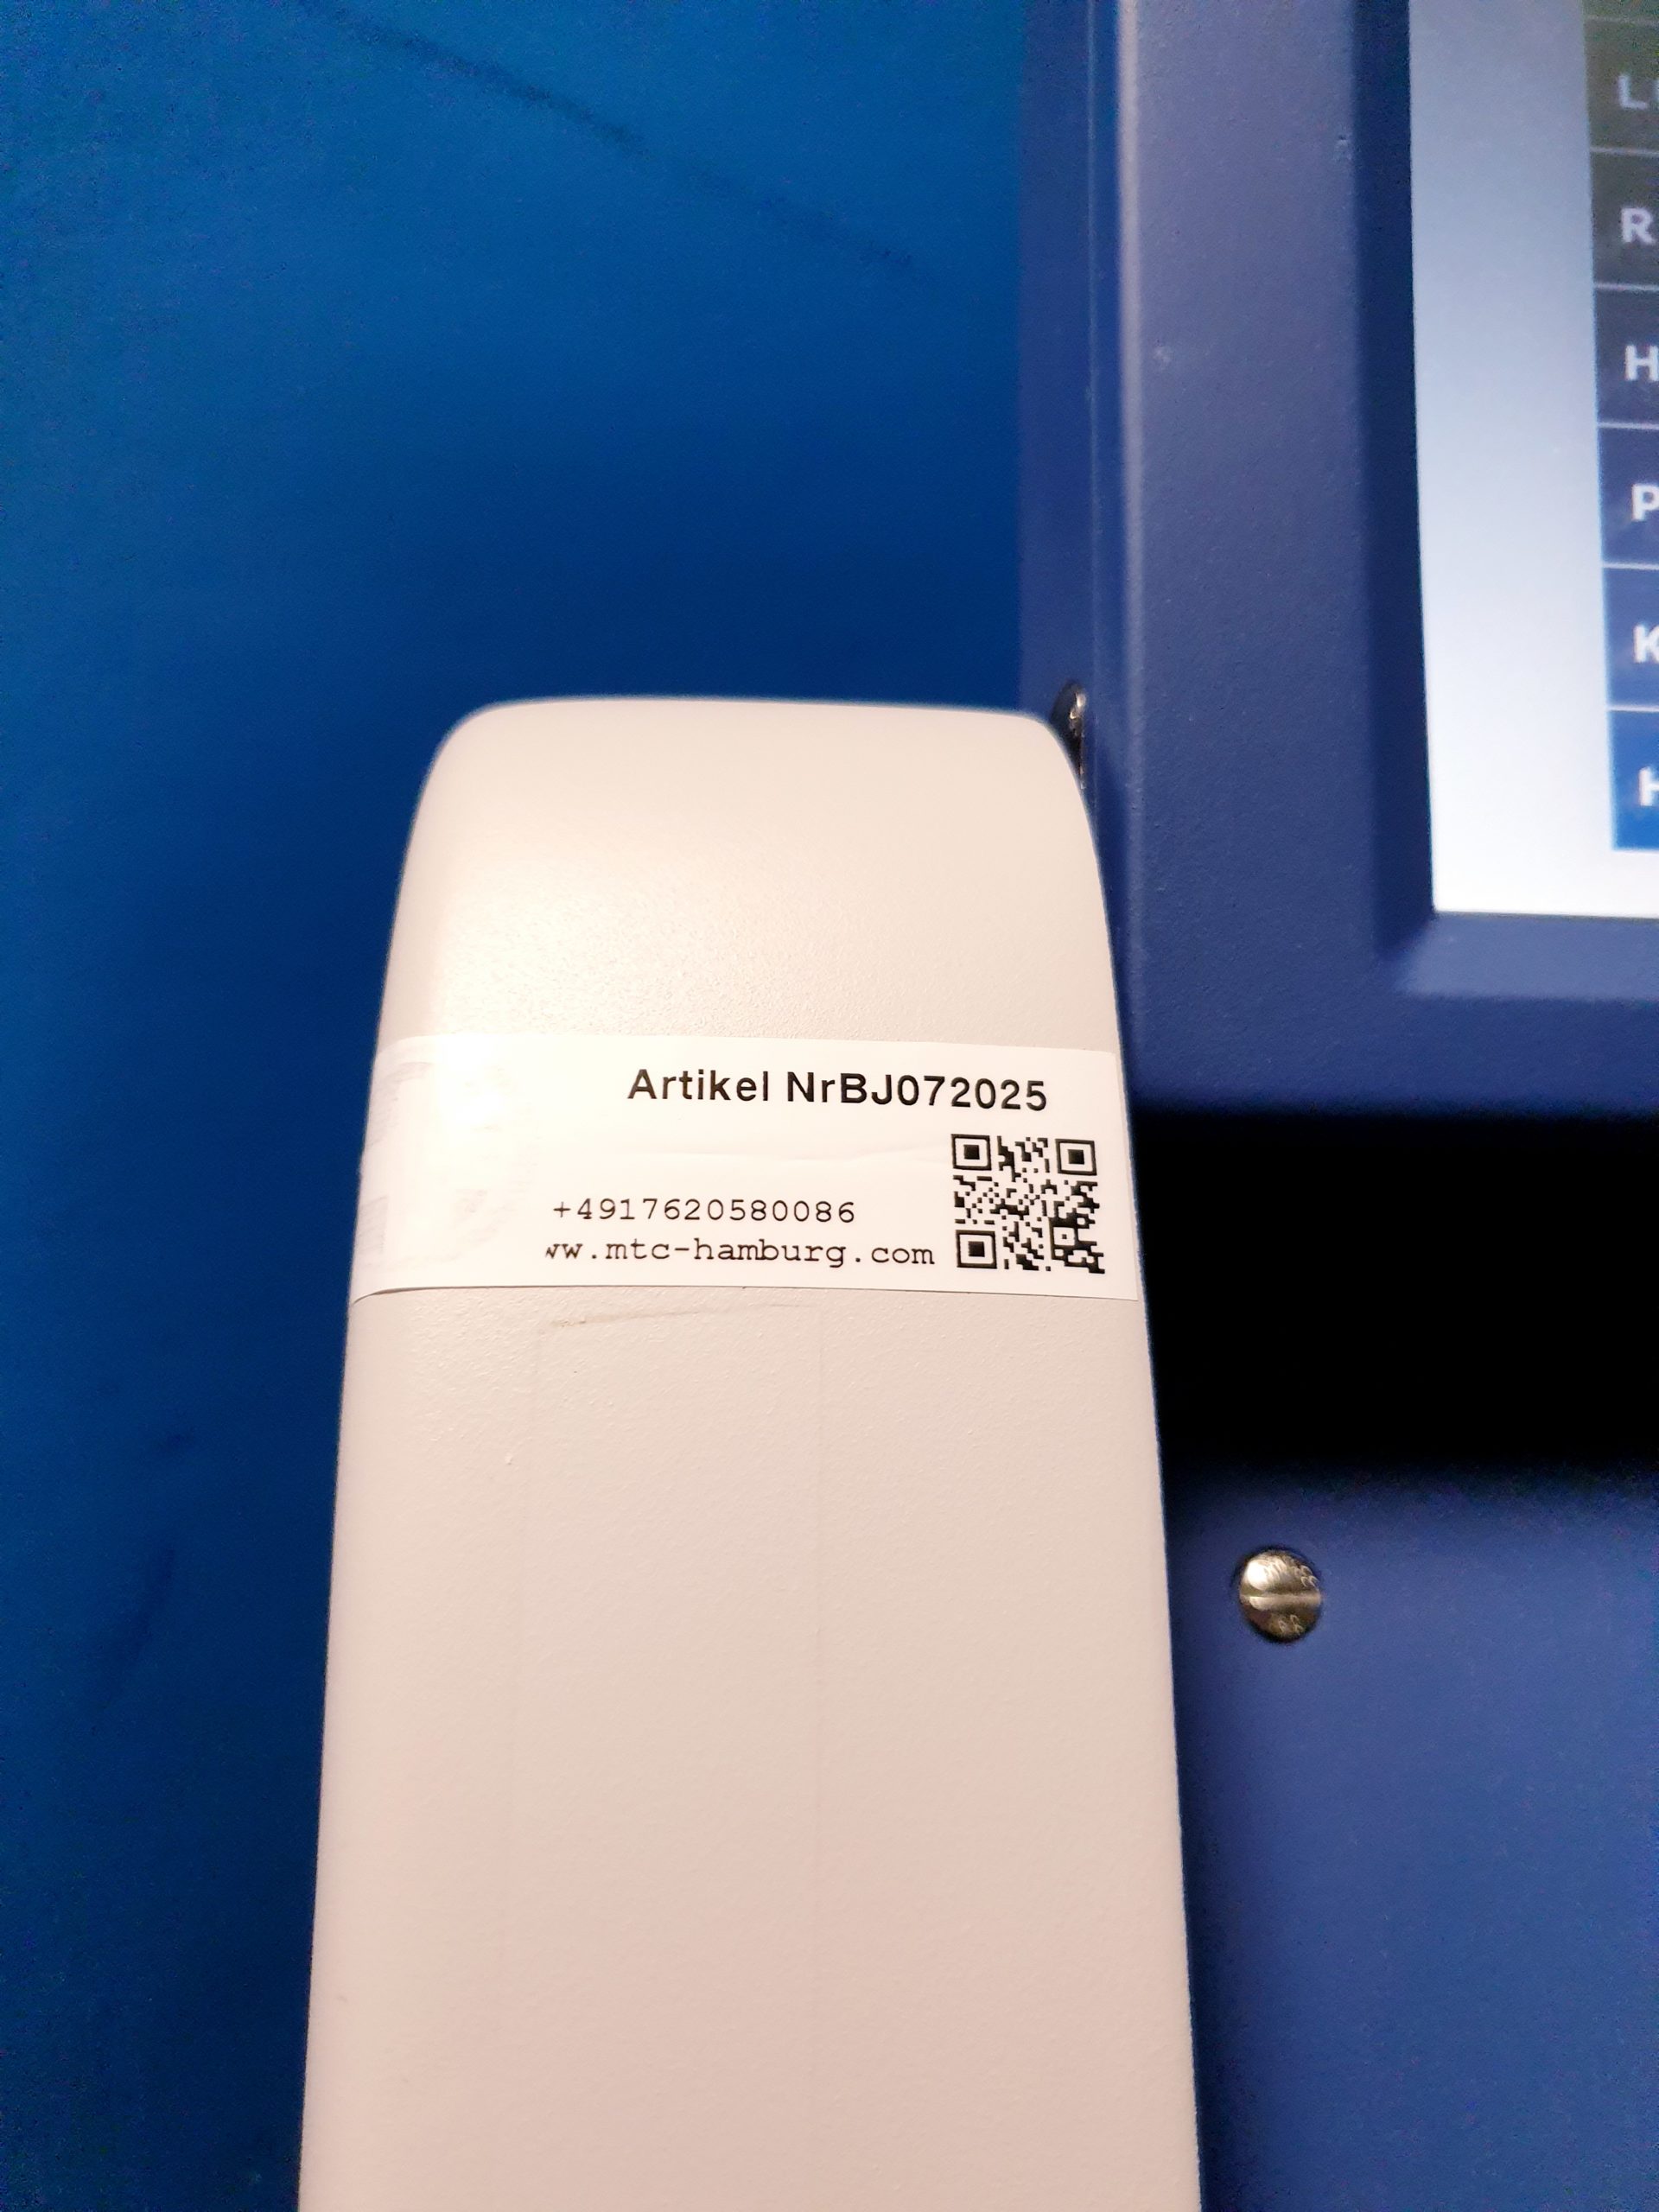 Artikel NrBJ072025
+4917620580086
ww.mtc-hamburg.com
R
H
P
K
H